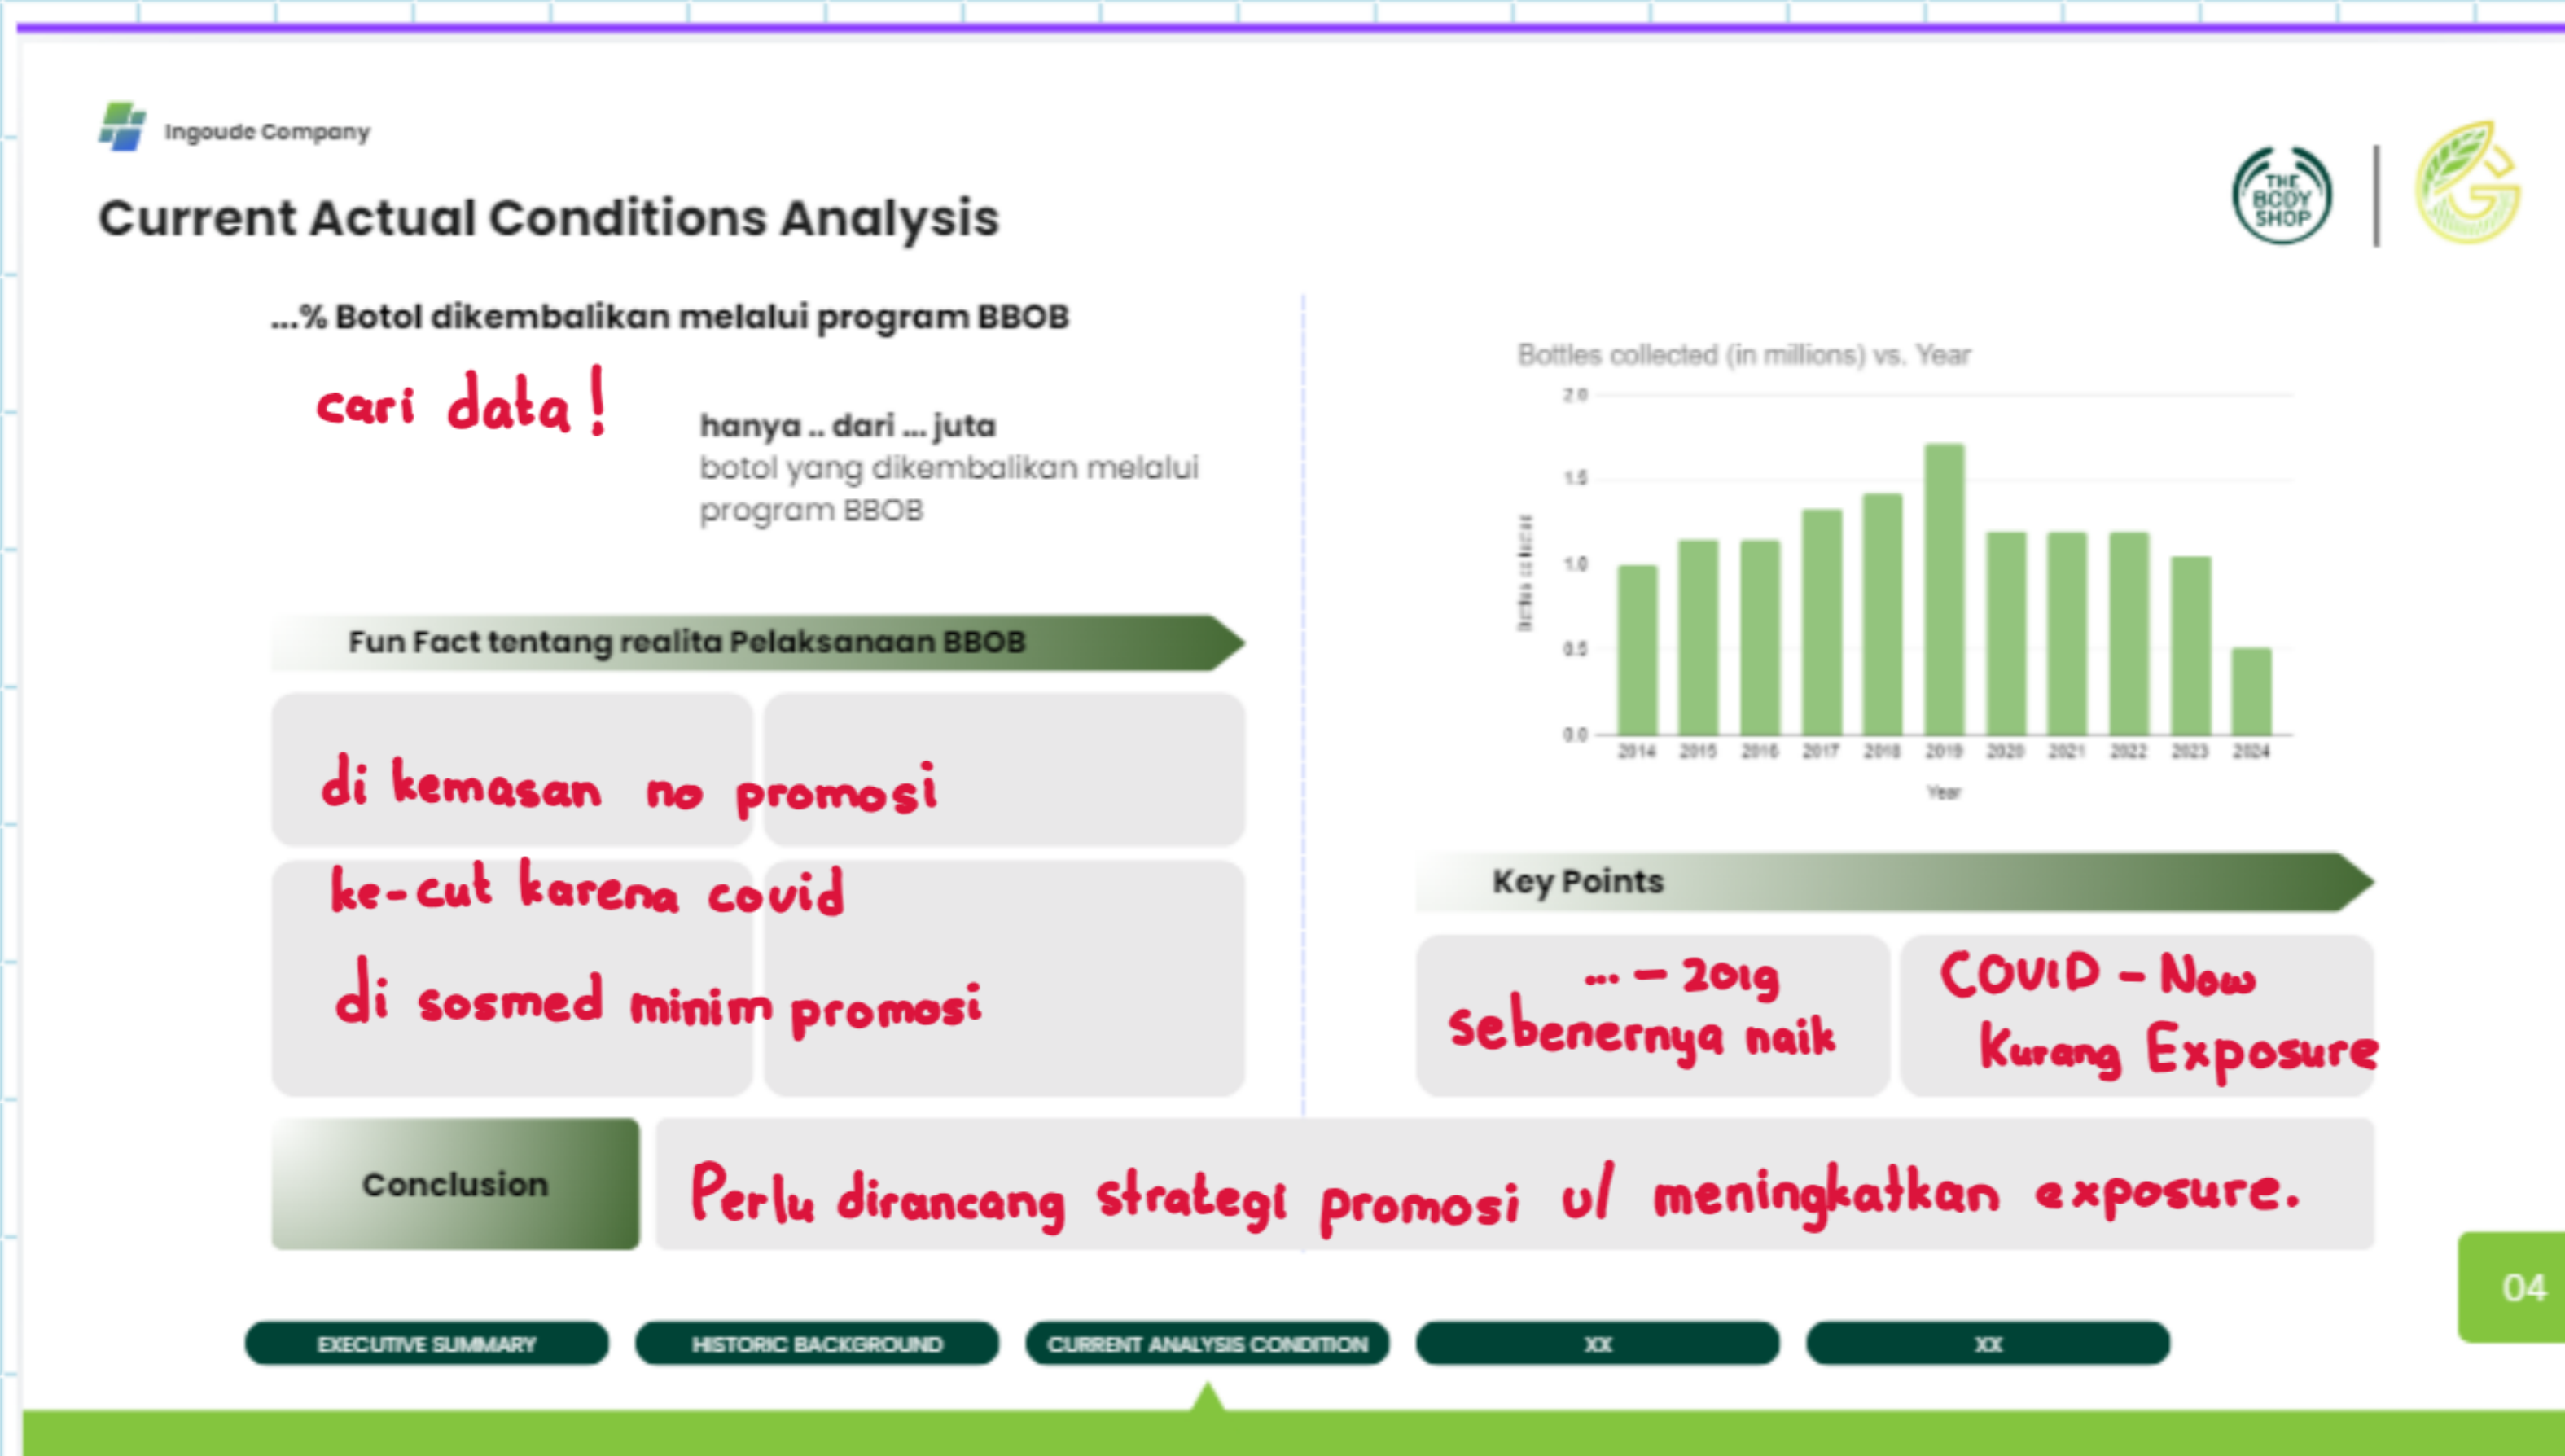 Ingoude Company
THE
BODY
SHOP
Current Actual Conditions Analysis
...% Botol dikembalikan melalui program BBOB
cari data!
hanya .. dari ... juta
botol yang dikembalikan melalui
program BBOB
Fun Fact tentang realita Pelaksanaan BBOB
di kemasan no promosi
ke-cut karena covid
di sosmed minim promosi
Bottles collected (in millions) vs. Year
2.0
1.5
1.0
0.5
0.0
2014 2015 2016 2017 2018 2019 2020 2021 2022 2023 2024
Year
Key Points
... - 2019
sebenernya naik
COVID - Now
Kurang Exposure
Conclusion
Perlu dirancang strategi promosi u/ meningkatkan exposure.
04
EXECUTIVE SUMMARY
HISTORIC BACKGROUND
CURRENT ANALYSIS CONDITION
XX
XX